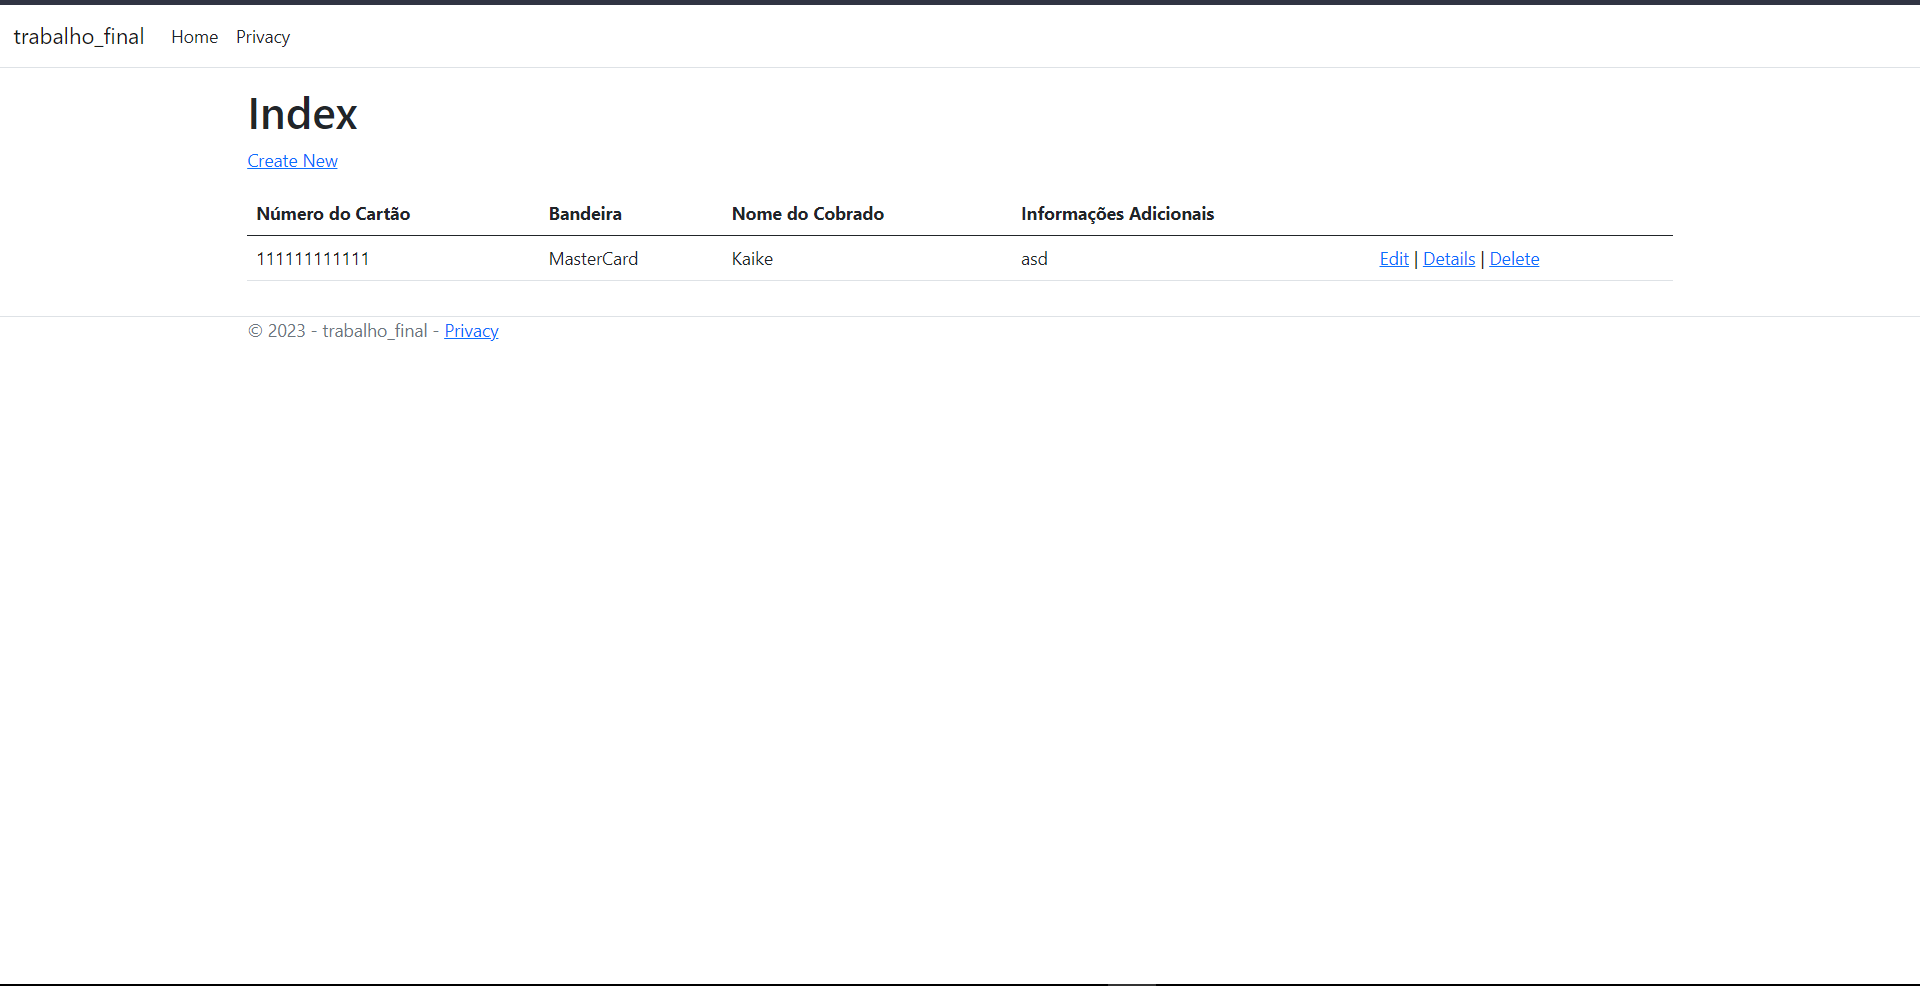 trabalho_final Home Privacy
Index
Create New
Número do Cartão Bandeira Nome do Cobrado Informações Adicionais
111111111111 MasterCard Kaike asd Edit | Details | Delete
© 2023 - trabalho_final - Privacy